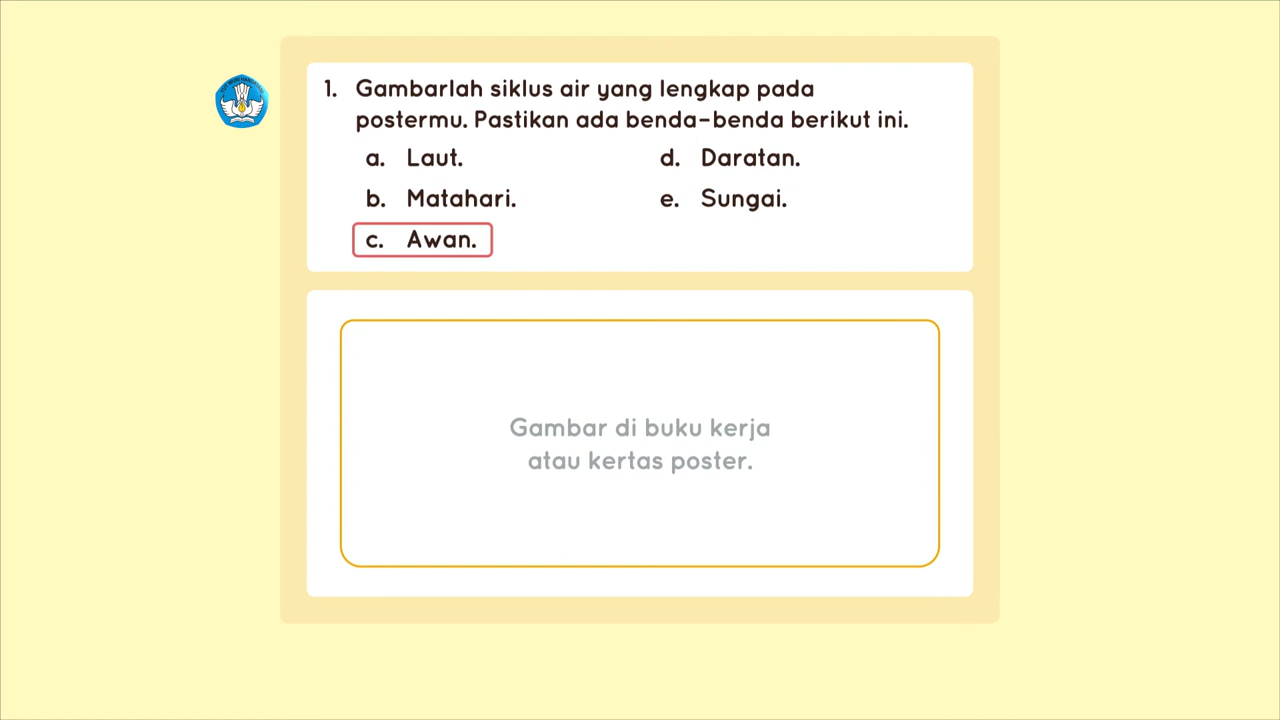 1. Gambarlah siklus air yang lengkap pada
postermu. Pastikan ada benda-benda berikut ini.
a. Laut.
b. Matahari.
c. Awan.
d. Daratan.
e. Sungai.
Gambar di buku kerja
atau kertas poster.